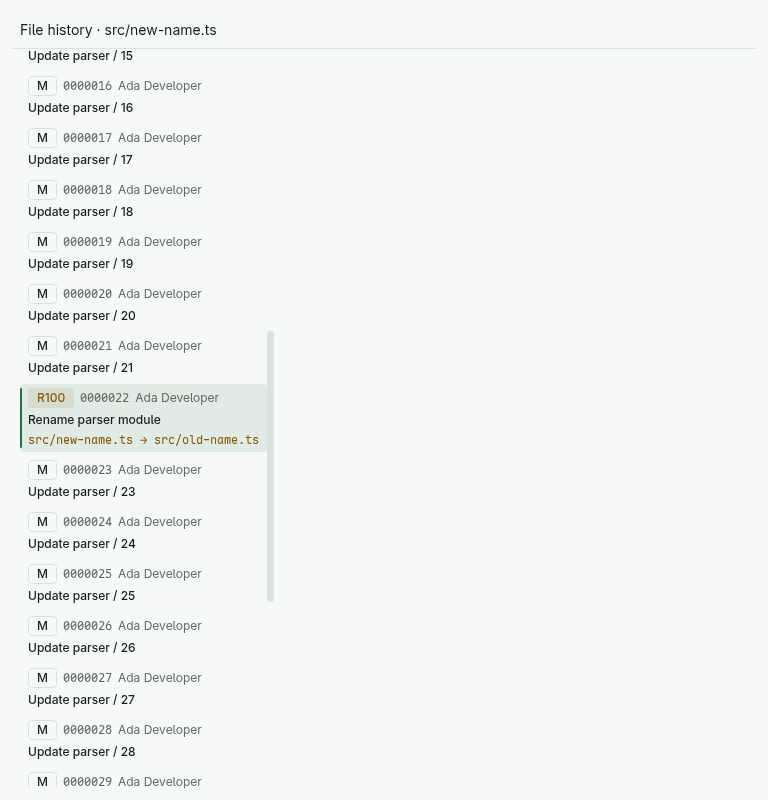 File history · src/new-name.ts
Update parser / 15
M 0000016 Ada Developer
Update parser / 16
M 0000017 Ada Developer
Update parser / 17
M 0000018 Ada Developer
Update parser / 18
M 0000019 Ada Developer
Update parser / 19
M 0000020 Ada Developer
Update parser / 20
M 0000021 Ada Developer
Update parser / 21
R100 0000022 Ada Developer
Rename parser module
src/new-name.ts → src/old-name.ts
M 0000023 Ada Developer
Update parser / 23
M 0000024 Ada Developer
Update parser / 24
M 0000025 Ada Developer
Update parser / 25
M 0000026 Ada Developer
Update parser / 26
M 0000027 Ada Developer
Update parser / 27
M 0000028 Ada Developer
Update parser / 28
M 0000029 Ada Developer